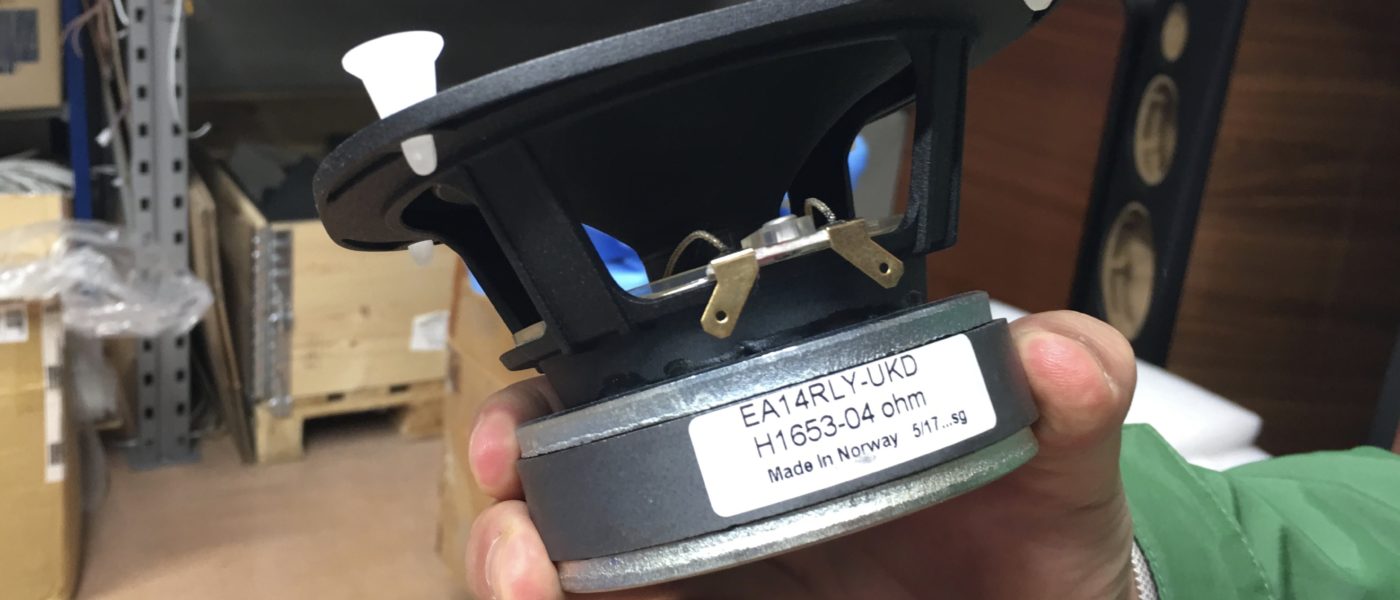 EA14RLY-UKD
H1653-04 ohm
Made In Norway 5/17...sg